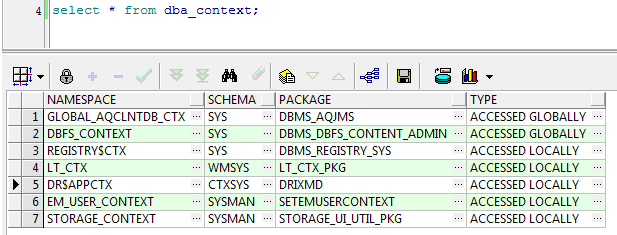 4 select * from dba_context;
NAMESPACE SCHEMA PACKAGE TYPE
1 GLOBAL_AQCLNTDB_CTX ··· SYS ··· DBMS_AQJMS ··· ACCESSED GLOBALLY ···
2 DBFS_CONTEXT ··· SYS ··· DBMS_DBFS_CONTENT_ADMIN ··· ACCESSED GLOBALLY ···
3 REGISTRY$CTX ··· SYS ··· DBMS_REGISTRY_SYS ··· ACCESSED LOCALLY ···
4 LT_CTX ··· WMSYS ··· LT_CTX_PKG ··· ACCESSED LOCALLY ···
5 DR$APPCTX ··· CTXSYS ··· DRIXMD ··· ACCESSED LOCALLY ···
6 EM_USER_CONTEXT ··· SYSMAN ··· SETEMUSERCONTEXT ··· ACCESSED LOCALLY ···
7 STORAGE_CONTEXT ··· SYSMAN ··· STORAGE_UI_UTIL_PKG ··· ACCESSED LOCALLY ···